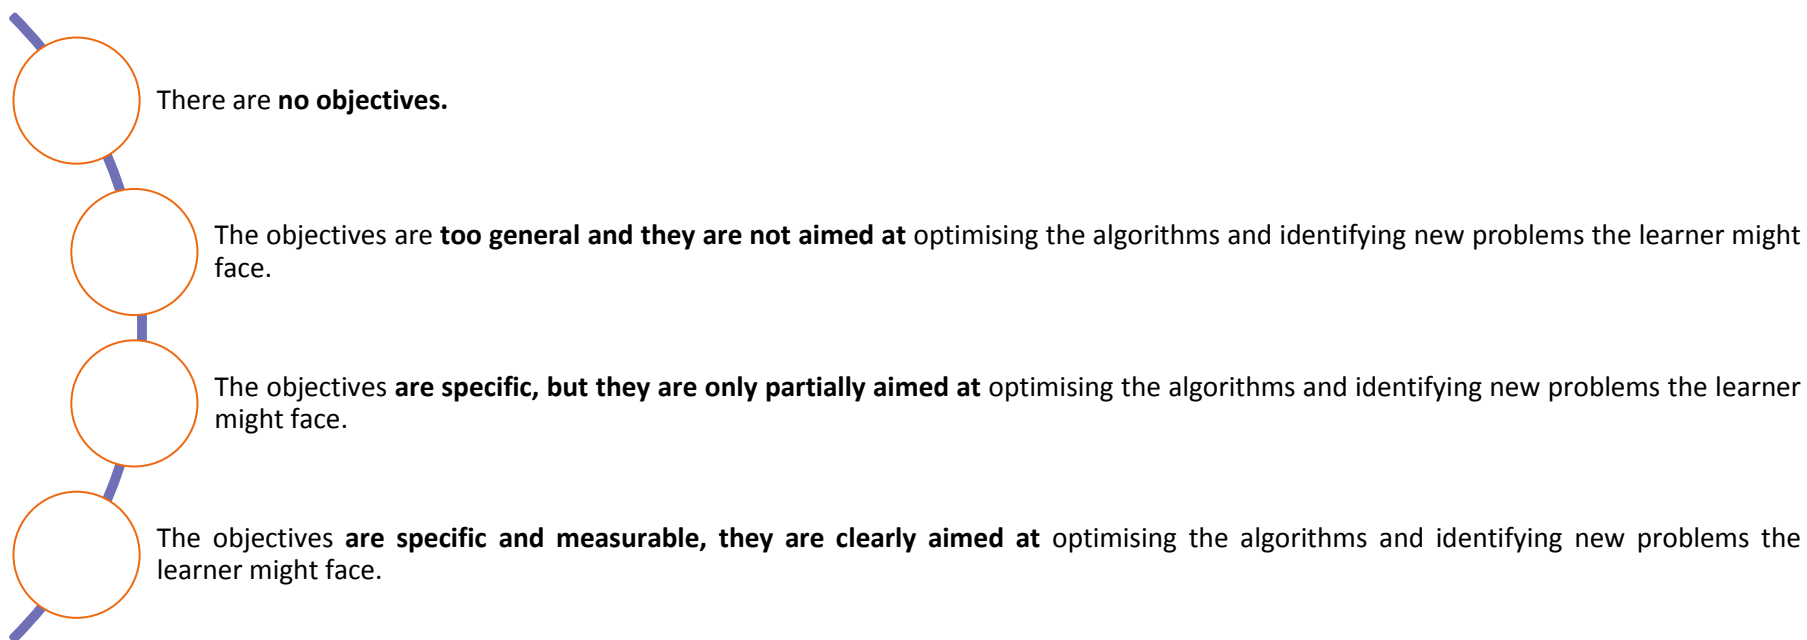 There are no objectives.
The objectives are too general and they are not aimed at optimising the algorithms and identifying new problems the learner might
face.
The objectives are specific, but they are only partially aimed at optimising the algorithms and identifying new problems the learner
might face.
The objectives are specific and measurable, they are clearly aimed at optimising the algorithms and identifying new problems the
learner might face.